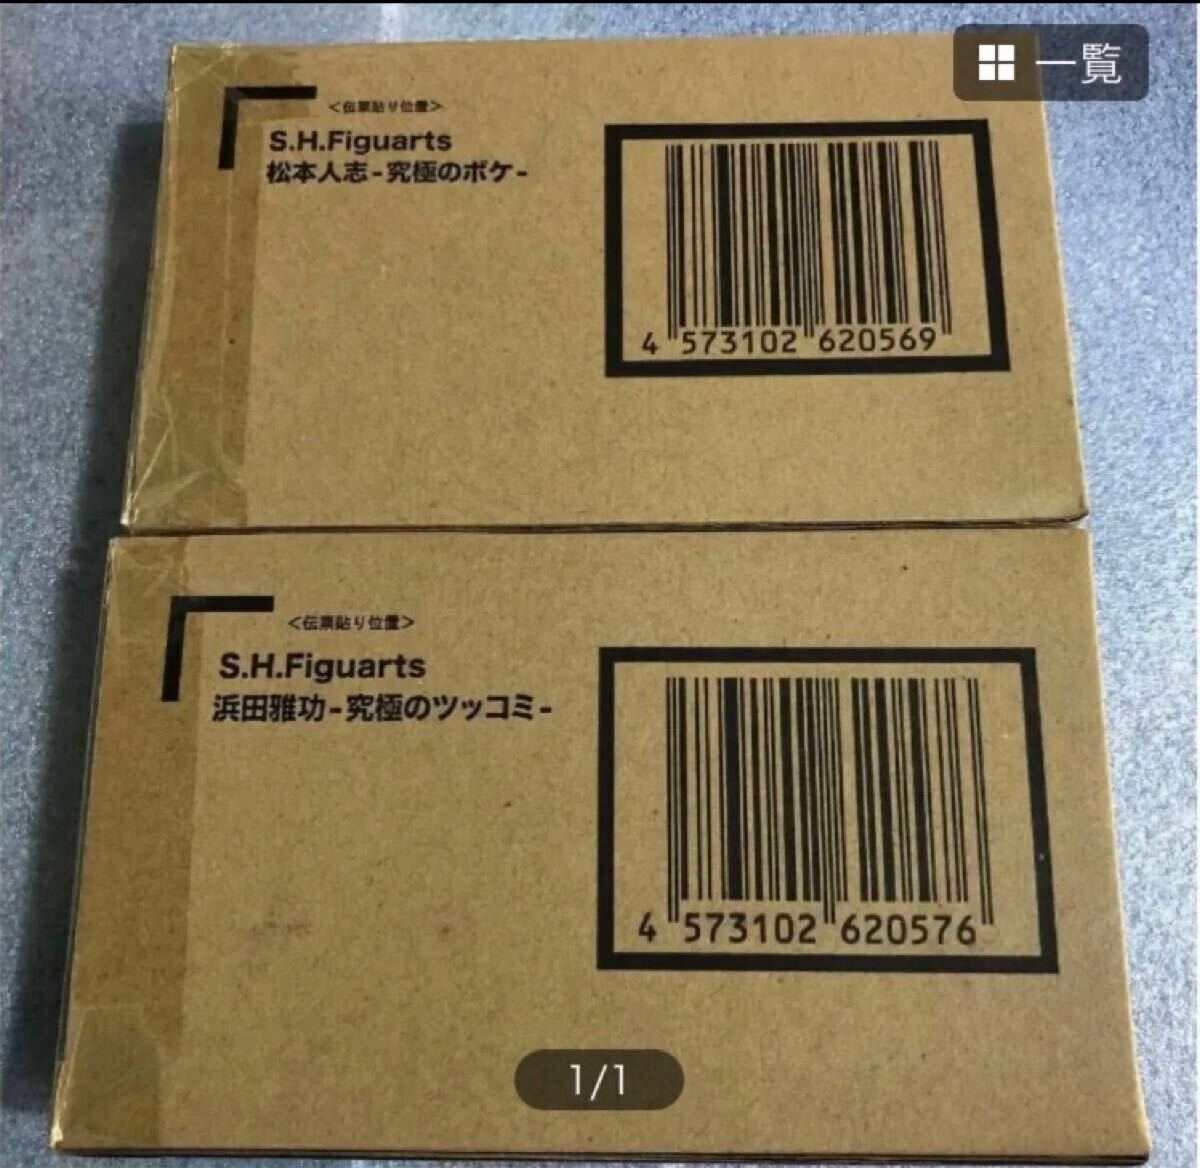 一覧
<伝票貼り位置>
S.H.Figuarts
松本人志-究極のボケ-
4 573102 620569
<伝票貼り位置>
S.H.Figuarts
浜田雅功-究極のツッコミ-
4 573102 620576
1/1